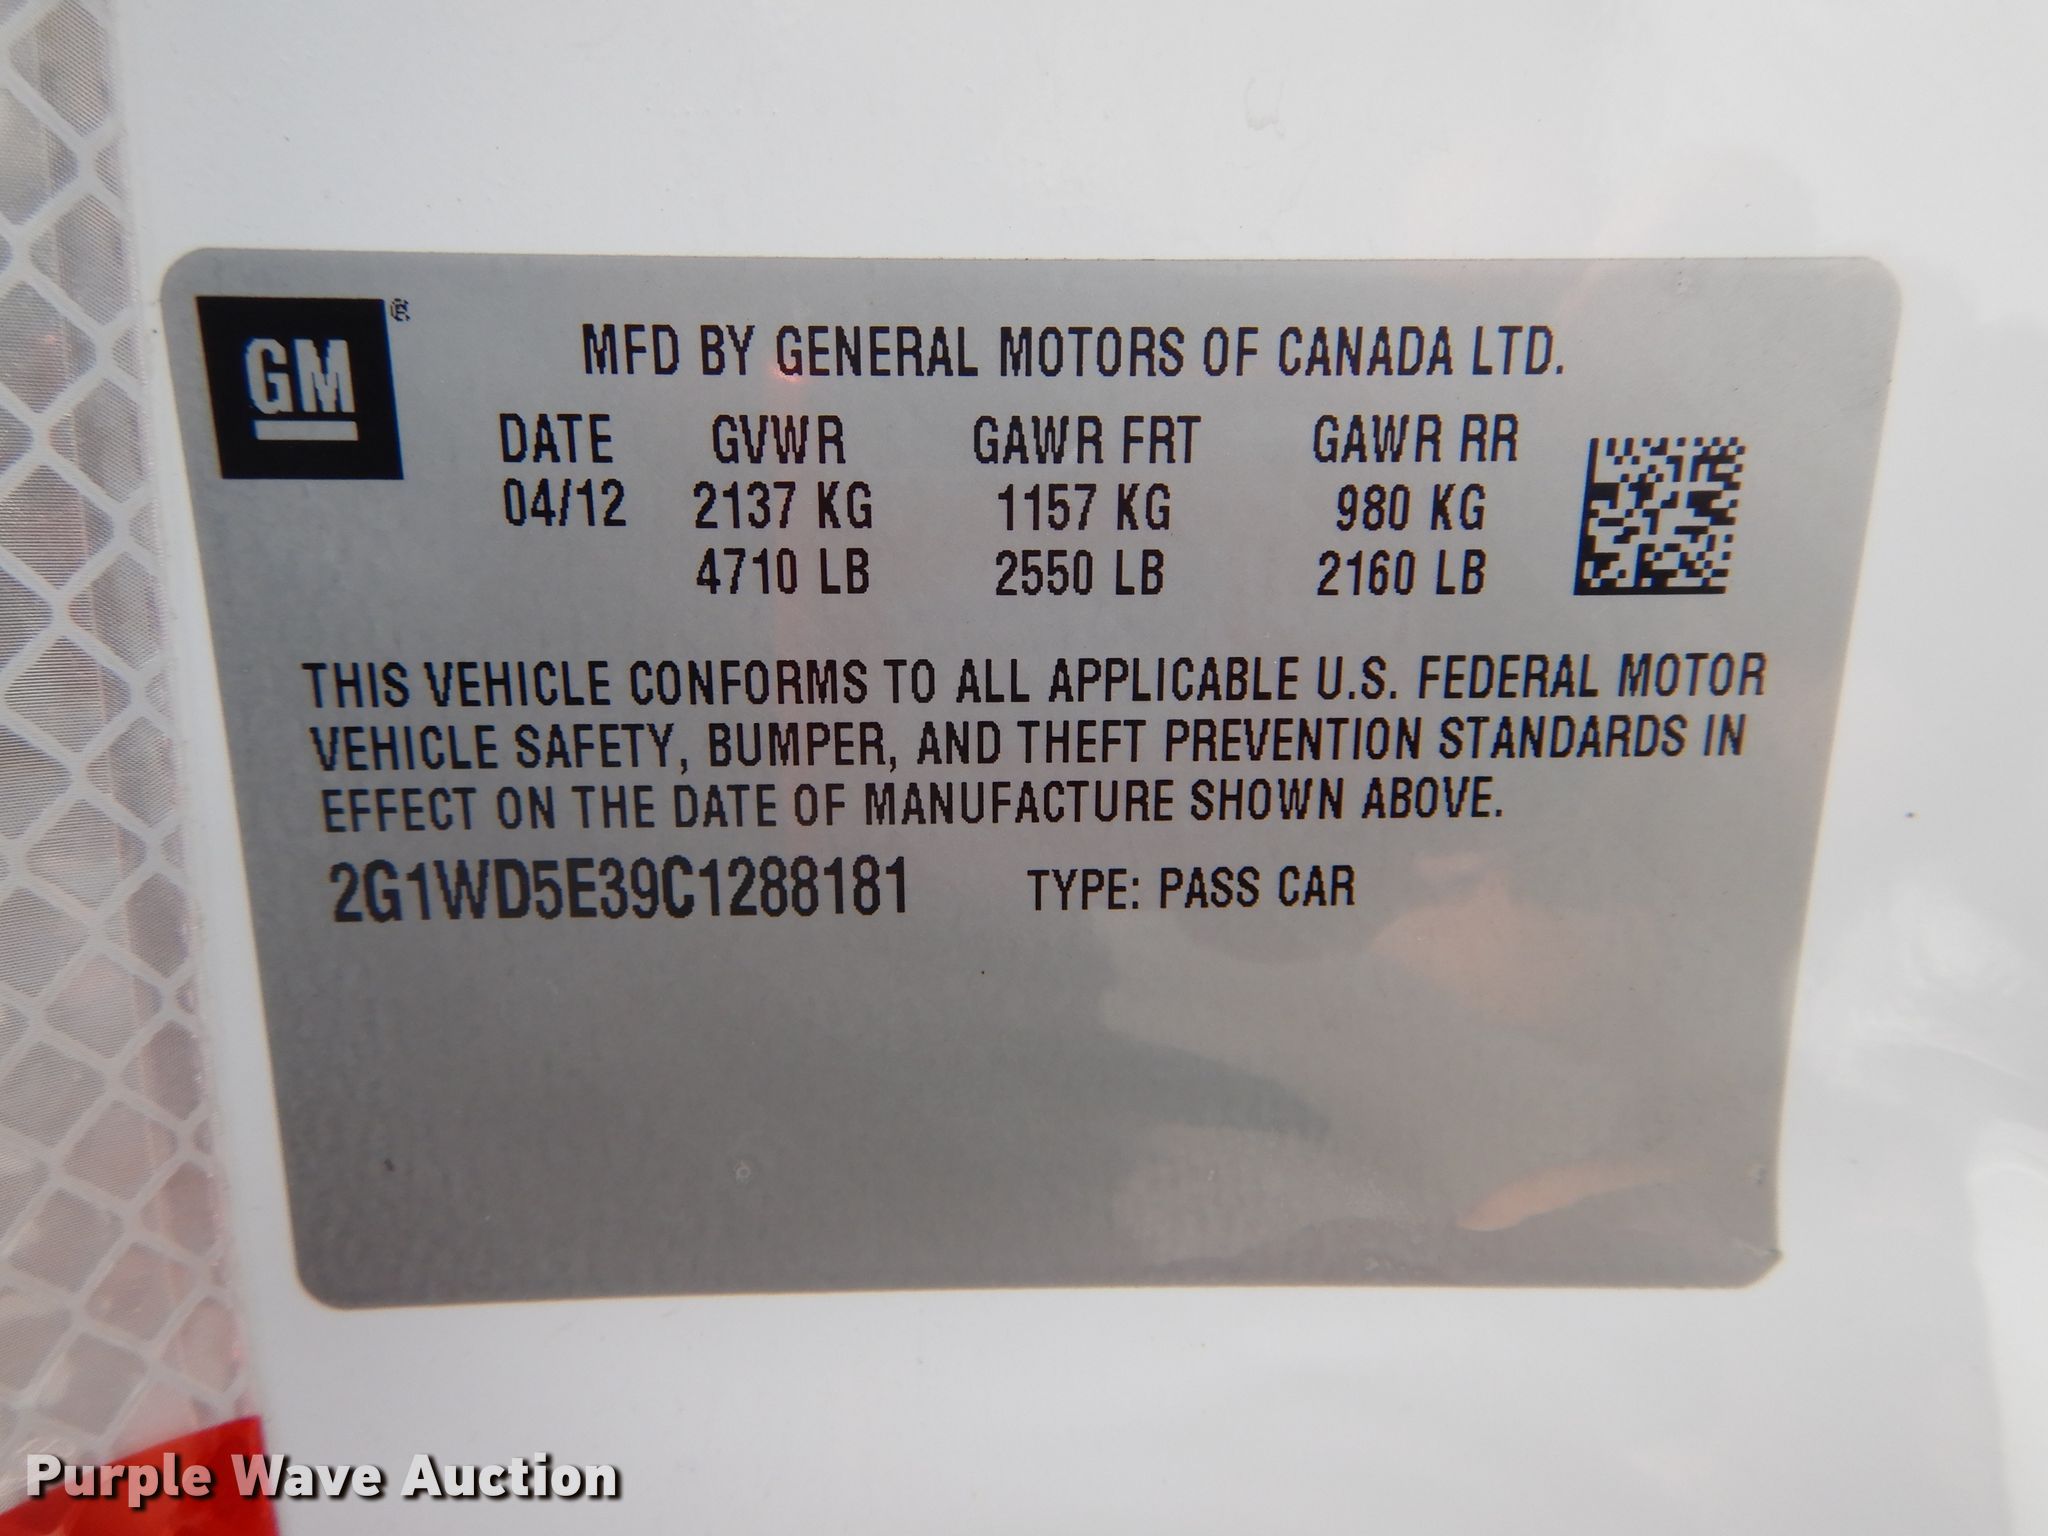 GM ®
MFD BY GENERAL MOTORS OF CANADA LTD.
DATE GVWR GAWR FRT GAWR RR
04/12 2137 KG 1157 KG 980 KG
4710 LB 2550 LB 2160 LB
THIS VEHICLE CONFORMS TO ALL APPLICABLE U.S. FEDERAL MOTOR
VEHICLE SAFETY, BUMPER, AND THEFT PREVENTION STANDARDS IN
EFFECT ON THE DATE OF MANUFACTURE SHOWN ABOVE.
2G1WD5E39C1288181 TYPE: PASS CAR
Purple Wave Auction